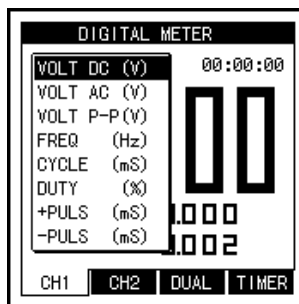 DIGITAL METER
VOLT DC (V) 00:00:00
VOLT AC (V)
VOLT P-P(V)
FREQ (Hz)
CYCLE (mS)
DUTY (%)
+PULS (mS)
-PULS (mS)
CH1 CH2 DUAL TIMER